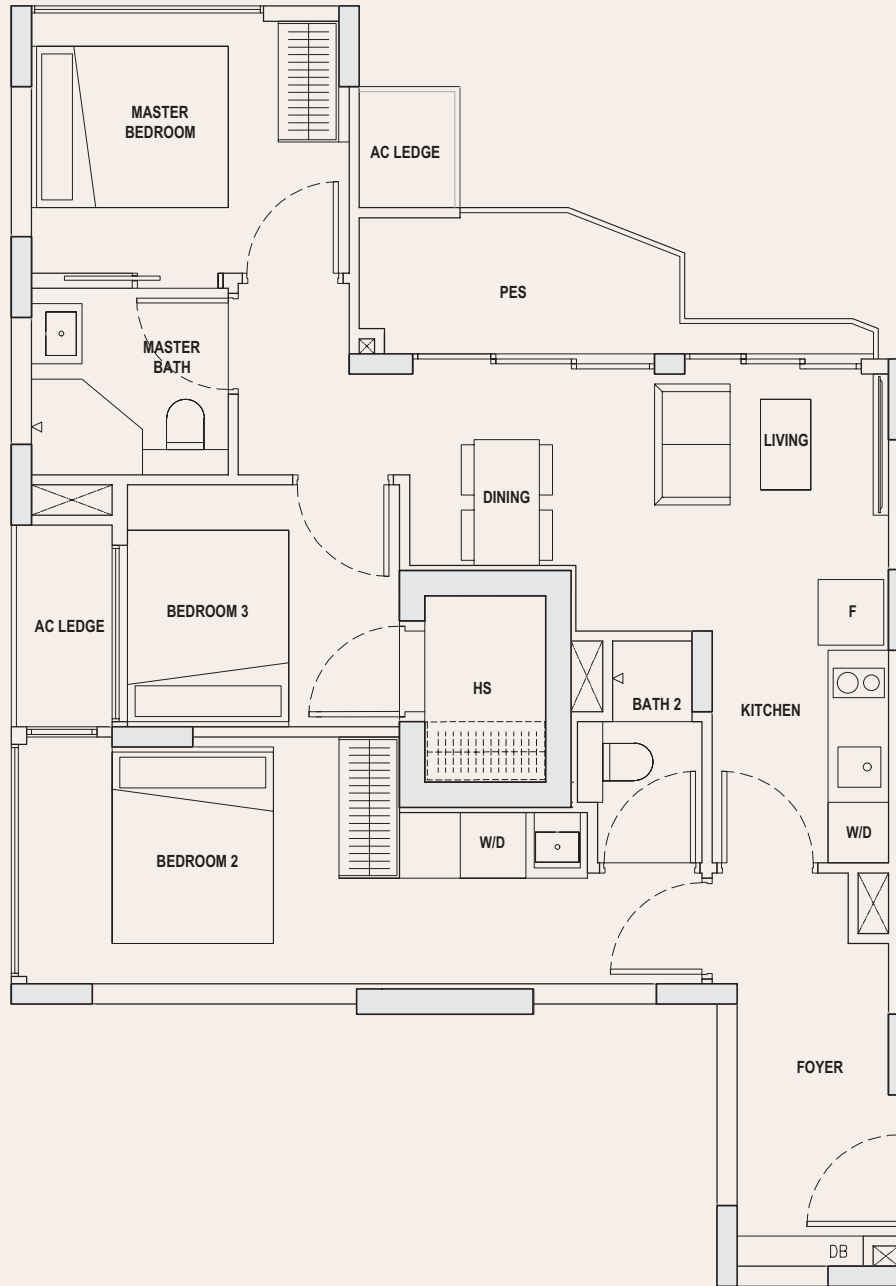 MASTER
BEDROOM
AC LEDGE
PES
MASTER
BATH
LIVING
DINING
BEDROOM 3
AC LEDGE
F
HS
BATH 2
KITCHEN
W/D
W/D
BEDROOM 2
FOYER
DB